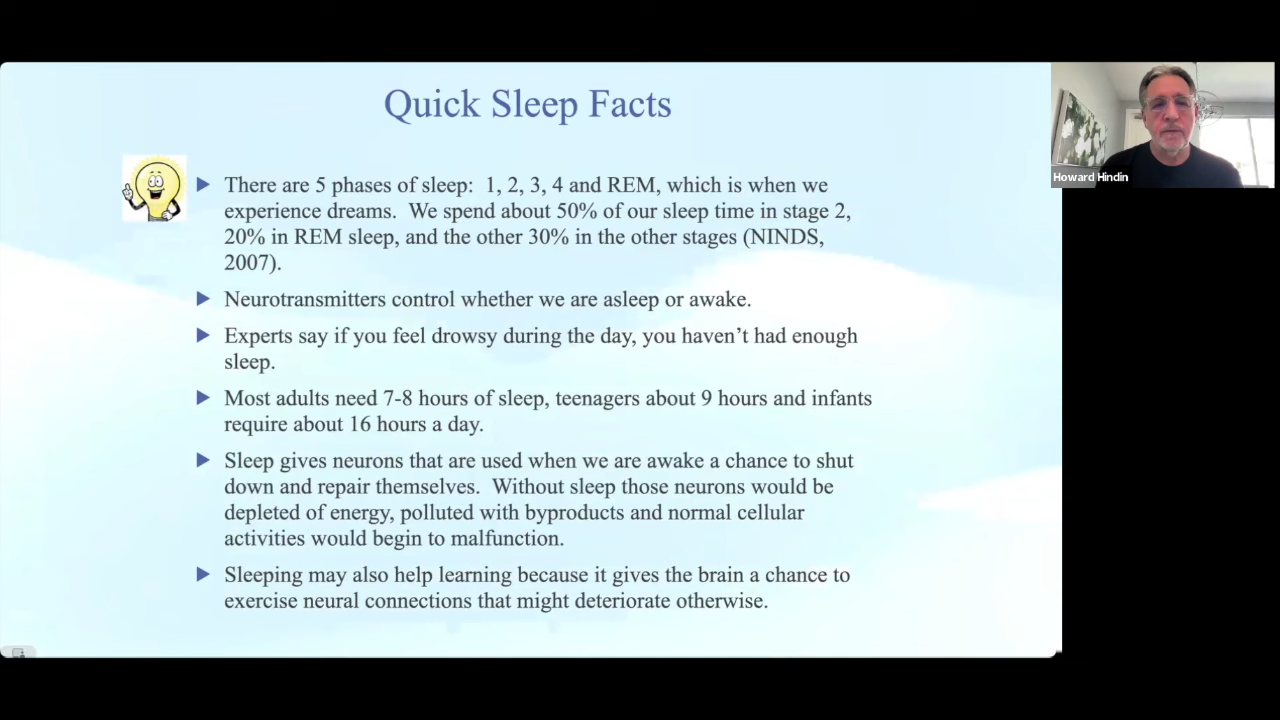 Quick Sleep Facts
There are 5 phases of sleep:  1, 2, 3, 4 and REM, which is when we
experience dreams.  We spend about 50% of our sleep time in stage 2,
20% in REM sleep, and the other 30% in the other stages (NINDS,
2007).
Neurotransmitters control whether we are asleep or awake.
Experts say if you feel drowsy during the day, you haven’t had enough
sleep.
Most adults need 7-8 hours of sleep, teenagers about 9 hours and infants
require about 16 hours a day.
Sleep gives neurons that are used when we are awake a chance to shut
down and repair themselves.  Without sleep those neurons would be
depleted of energy, polluted with byproducts and normal cellular
activities would begin to malfunction.
Sleeping may also help learning because it gives the brain a chance to
exercise neural connections that might deteriorate otherwise.
Howard Hindin